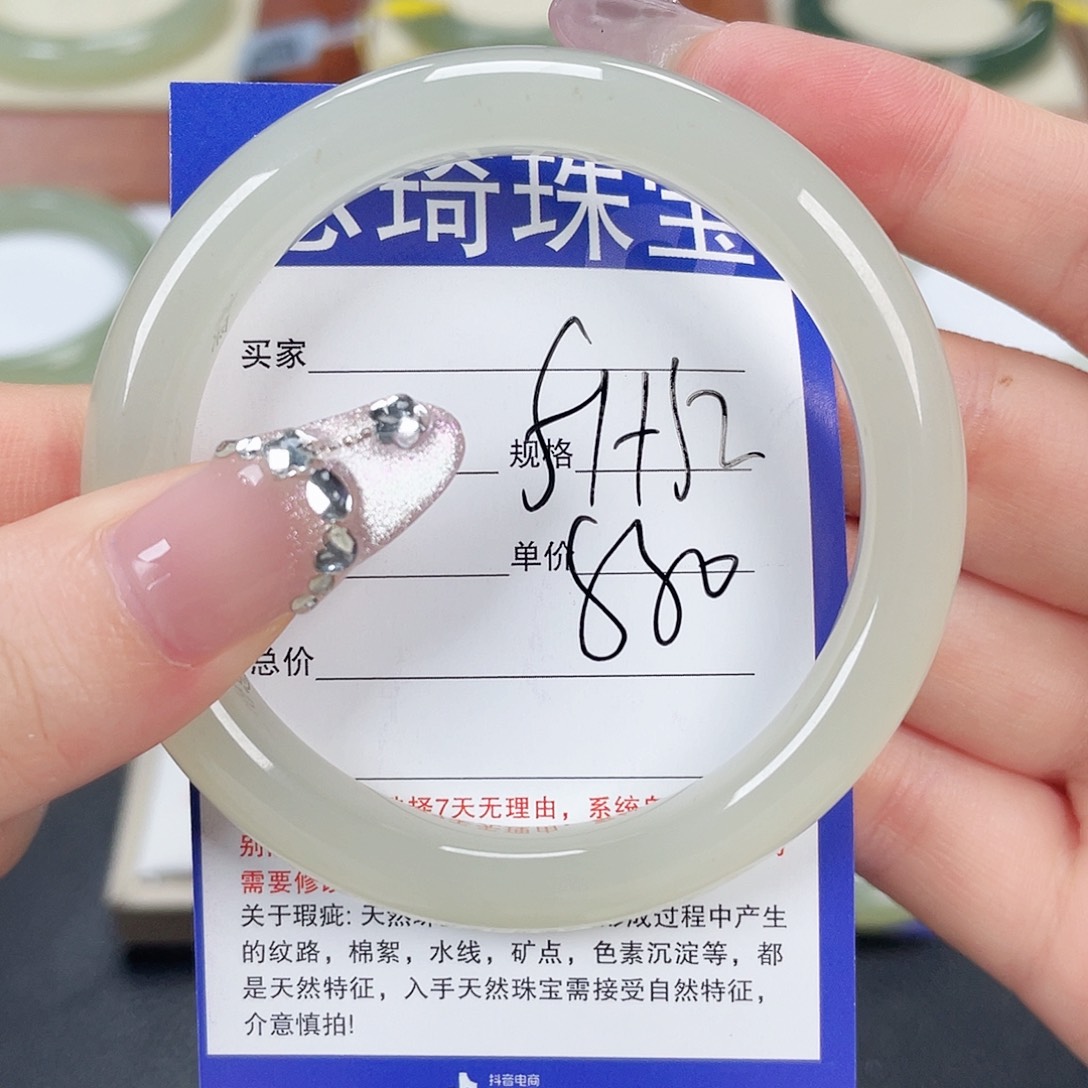 琦珠宝
买家
规格
单价 880
总价
择7天无理由，系统
别
需要修
关于瑕疵: 天然 形成过程中产生
的纹路，棉絮，水线，矿点，色素沉淀等，都
是天然特征，入手天然珠宝需接受自然特征，
介意慎拍!
抖音电商